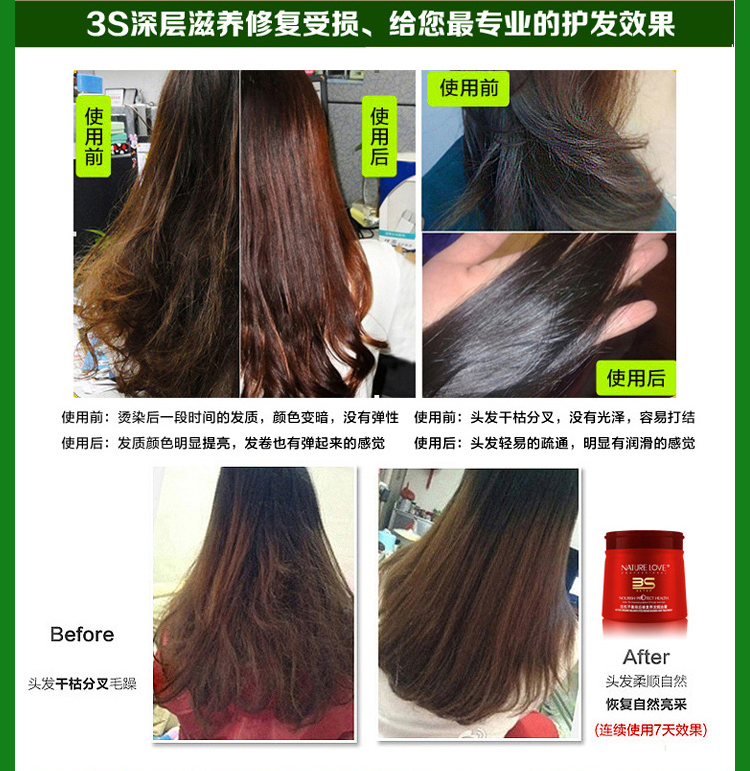 3S深层滋养修复受损、给您最专业的护发效果
使用前
使用后
使用前
使用后
使用前：烫染后一段时间的发质，颜色变暗，没有弹性
使用后：发质颜色明显提亮，发卷也有弹起来的感觉
使用前：头发干枯分叉，没有光泽，容易打结
使用后：头发轻易的疏通，明显有润滑的感觉
Before
头发干枯分叉毛躁
NATURE LOVE
PROFESSIONAL
3S
NOURISH PROTECT HEALTH
After
头发柔顺自然
恢复自然亮采
(连续使用7天效果)